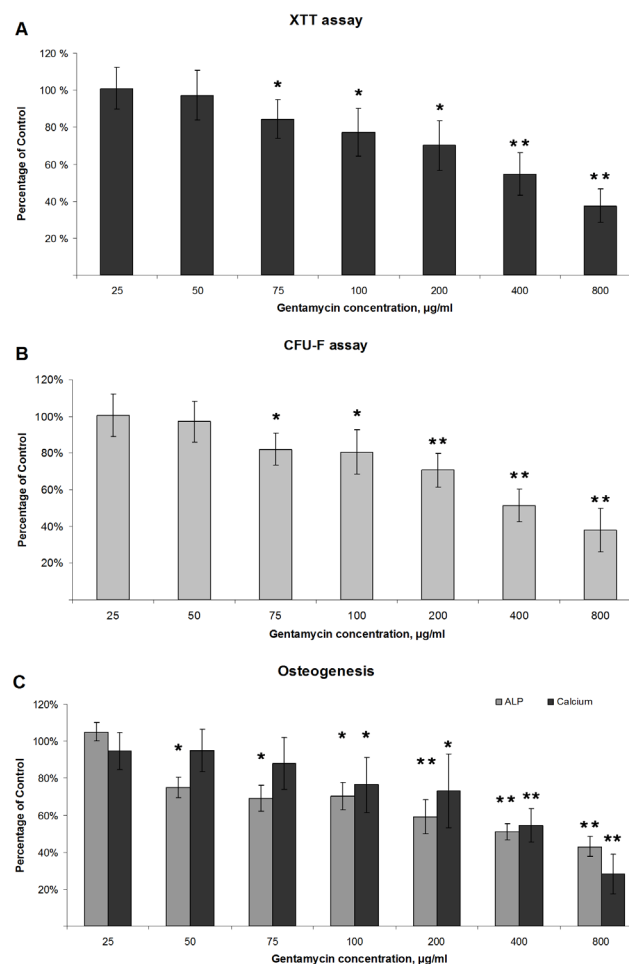 A
XTT assay
Percentage of Control
120 %
100 %
80 %
60 %
40 %
20 %
* * * ** **
25 50 75 100 200 400 800
Gentamycin concentration, µg/ml
B
CFU-F assay
Percentage of Control
120%
100%
80%
60%
40%
20%
* * ** ** **
25 50 75 100 200 400 800
Gentamycin concentration, µg/ml
C
Osteogenesis
ALP Calcium
Percentage of Control
120%
100%
80%
60%
40%
20%
* * * * ** * ** ** ** **
25 50 75 100 200 400 800
Gentamycin concentration, µg/ml